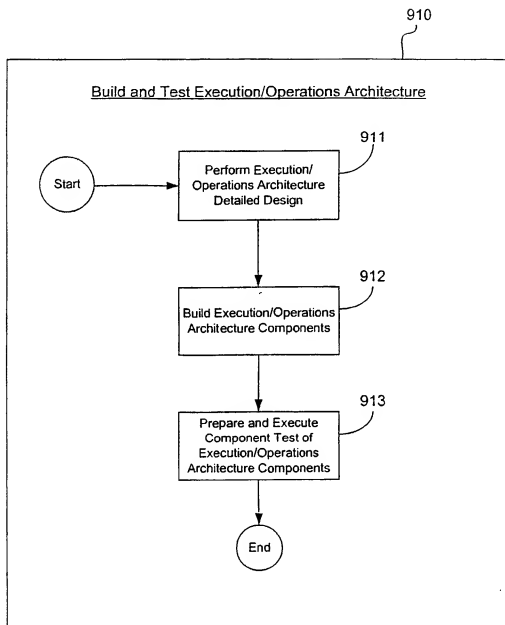 910
Build and Test Execution/Operations Architecture
911
Start
Perform Execution/
Operations Architecture
Detailed Design
912
Build Execution/Operations
Architecture Components
913
Prepare and Execute
Component Test of
Execution/Operations
Architecture Components
End